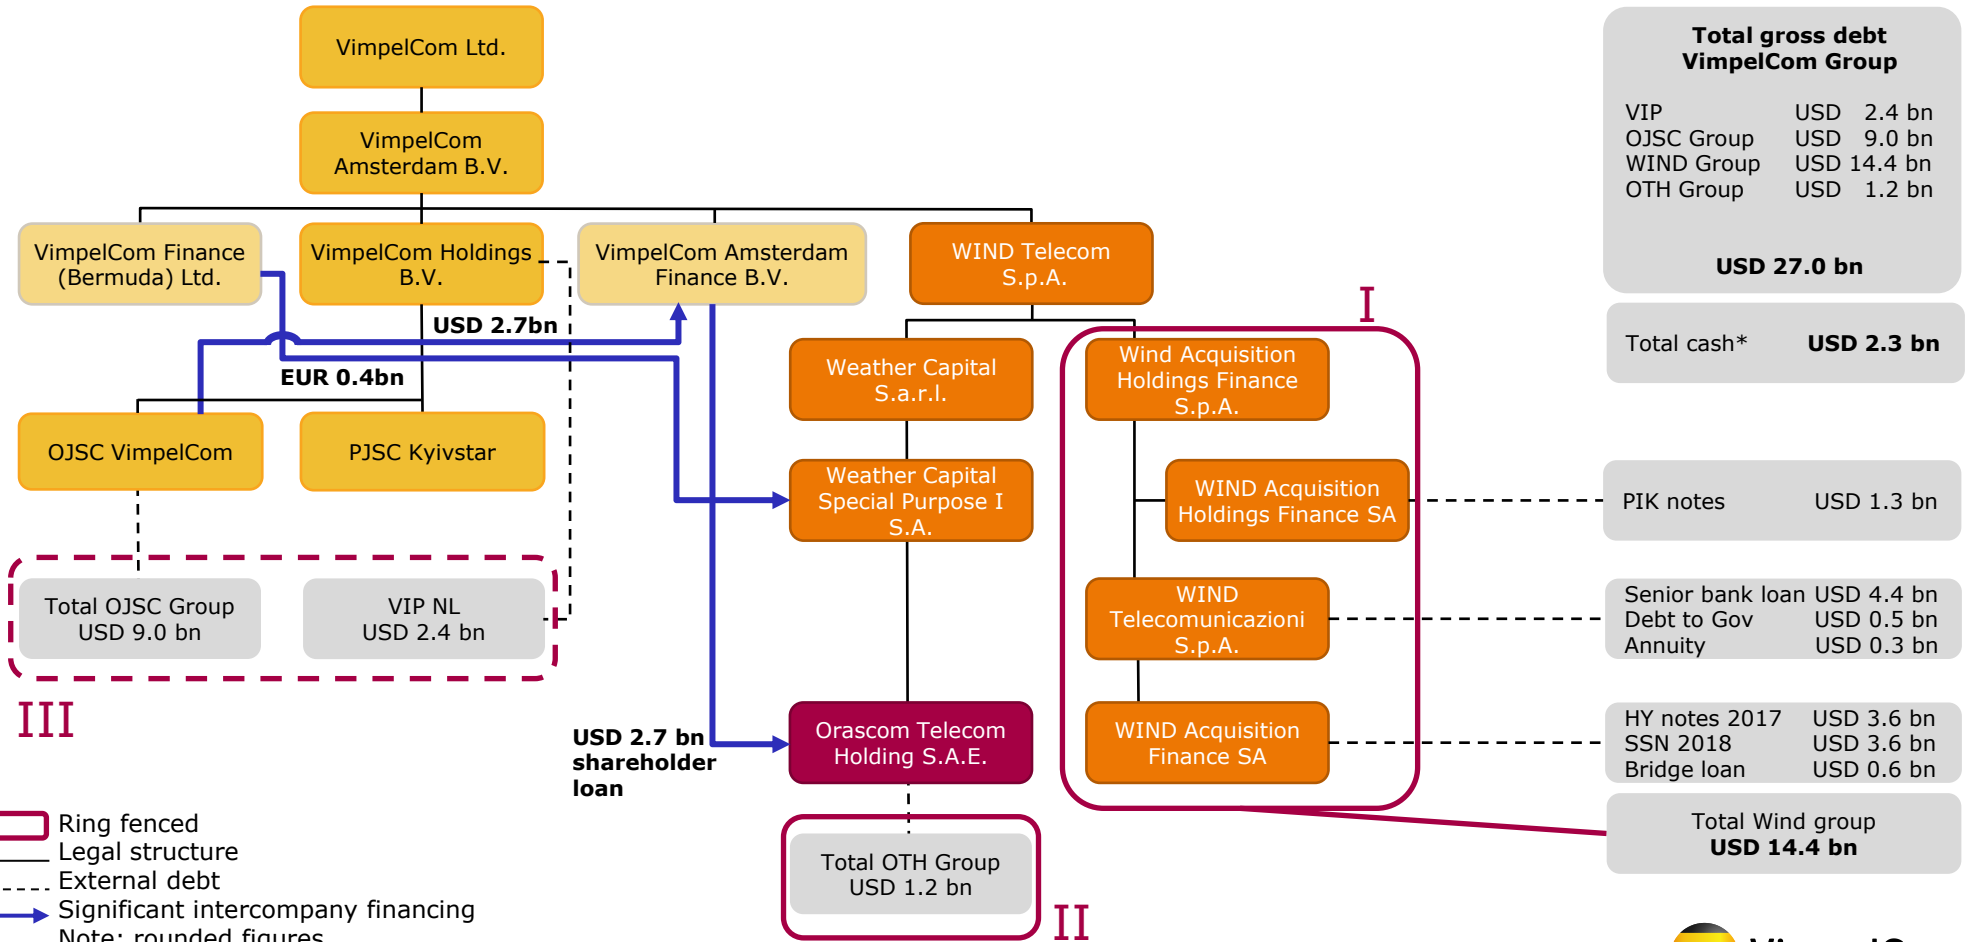 VimpelCom Ltd.
VimpelCom
Amsterdam B.V.
VimpelCom Finance
(Bermuda) Ltd.
VimpelCom Holdings
B.V.
VimpelCom Amsterdam
Finance B.V.
WIND Telecom
S.p.A.
USD 2.7bn
EUR 0.4bn
OJSC VimpelCom
PJSC Kyivstar
Weather Capital
S.a.r.l.
Weather Capital
Special Purpose I
S.A.
I
Wind Acquisition
Holdings Finance
S.p.A.
WIND Acquisition
Holdings Finance SA
WIND
Telecomunicazioni
S.p.A.
WIND Acquisition
Finance SA
Total OJSC Group
USD 9.0 bn
VIP NL
USD 2.4 bn
III
USD 2.7 bn
shareholder
loan
Orascom Telecom
Holding S.A.E.
Total OTH Group
USD 1.2 bn
II
Total gross debt
VimpelCom Group
VIP USD 2.4 bn
OJSC Group USD 9.0 bn
WIND Group USD 14.4 bn
OTH Group USD 1.2 bn
USD 27.0 bn
Total cash* USD 2.3 bn
PIK notes USD 1.3 bn
Senior bank loan USD 4.4 bn
Debt to Gov USD 0.5 bn
Annuity USD 0.3 bn
HY notes 2017 USD 3.6 bn
SSN 2018 USD 3.6 bn
Bridge loan USD 0.6 bn
Total Wind group
USD 14.4 bn
Ring fenced
Legal structure
External debt
Significant intercompany financing
Note: rounded figures